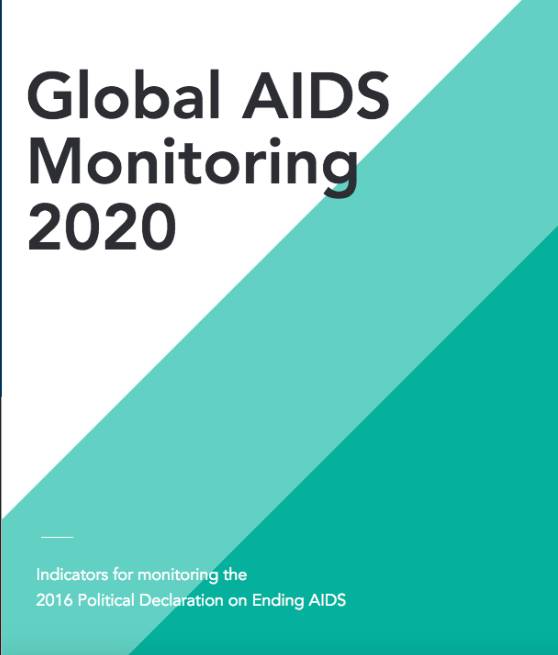 Global AIDS
Monitoring
2020
Indicators for monitoring the
2016 Political Declaration on Ending AIDS